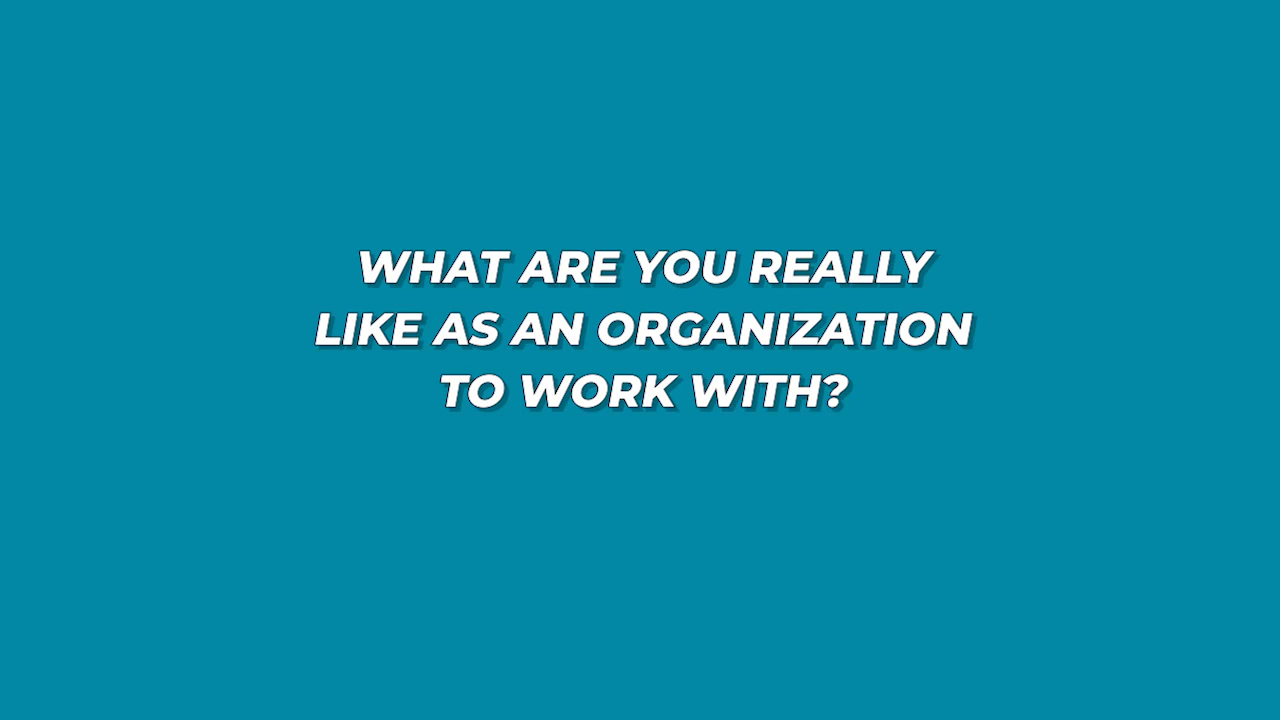 WHAT ARE YOU REALLY
LIKE AS AN ORGANIZATION
TO WORK WITH?